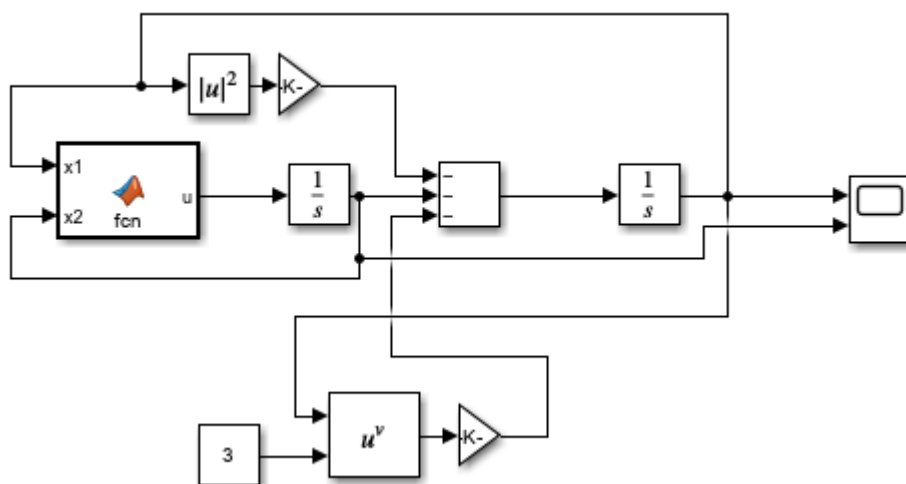 |u|²
-K-
x1
x2
fcn
u
1
s
−
−
−
1
s
3
uᵛ
-K-